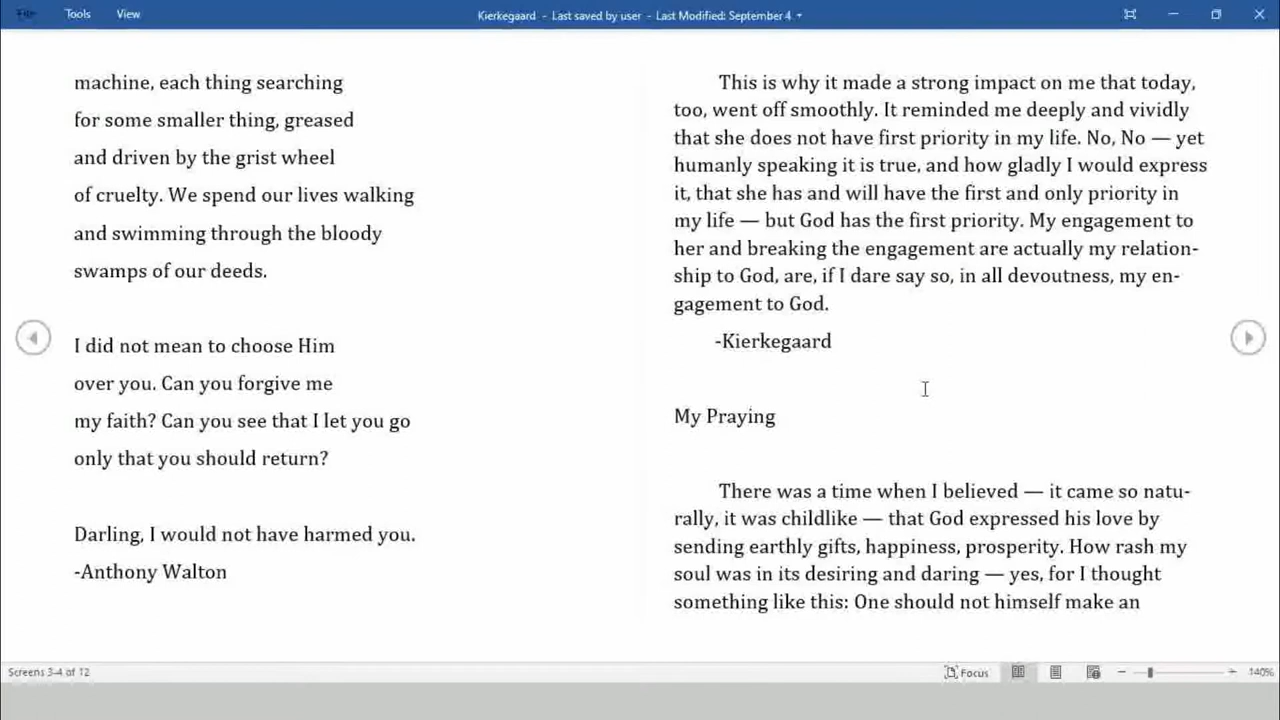 File Tools View Kierkegaard - Last saved by user - Last Modified: September 4
machine, each thing searching
for some smaller thing, greased
and driven by the grist wheel
of cruelty. We spend our lives walking
and swimming through the bloody
swamps of our deeds.
I did not mean to choose Him
over you. Can you forgive me
my faith? Can you see that I let you go
only that you should return?
Darling, I would not have harmed you.
-Anthony Walton
This is why it made a strong impact on me that today,
too, went off smoothly. It reminded me deeply and vividly
that she does not have first priority in my life. No, No — yet
humanly speaking it is true, and how gladly I would express
it, that she has and will have the first and only priority in
my life — but God has the first priority. My engagement to
her and breaking the engagement are actually my relation-
ship to God, are, if I dare say so, in all devoutness, my en-
gagement to God.
-Kierkegaard
My Praying
There was a time when I believed — it came so natu-
rally, it was childlike — that God expressed his love by
sending earthly gifts, happiness, prosperity. How rash my
soul was in its desiring and daring — yes, for I thought
something like this: One should not himself make an
Screens 3-4 of 12 Focus 140%